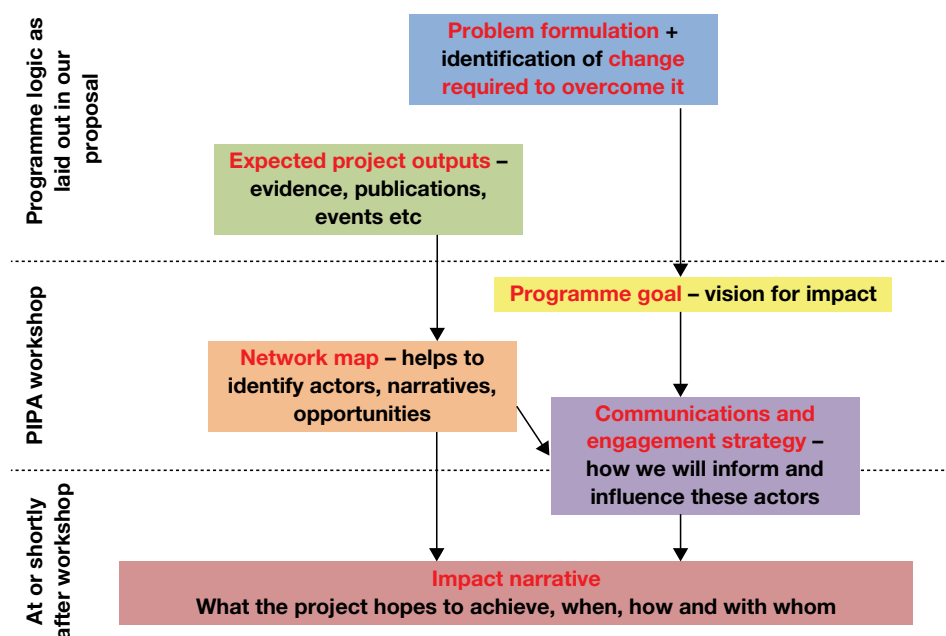 Programme logic as
laid out in our
proposal
Problem formulation +
identification of change
required to overcome it
Expected project outputs –
evidence, publications,
events etc
PIPA workshop
Programme goal – vision for impact
Network map – helps to
identify actors, narratives,
opportunities
Communications and
engagement strategy –
how we will inform and
influence these actors
At or shortly
after workshop
Impact narrative
What the project hopes to achieve, when, how and with whom